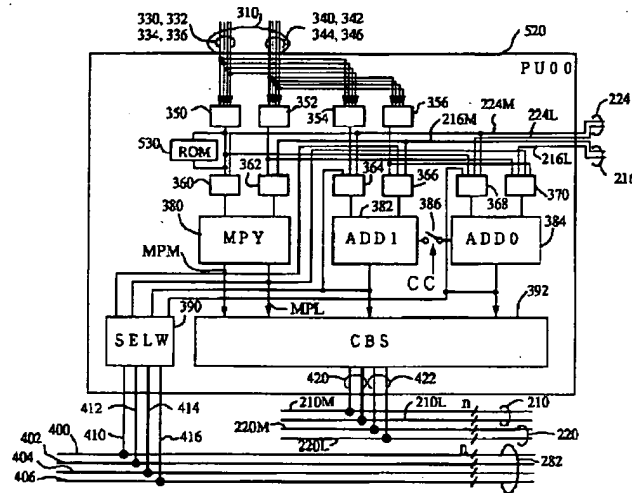 330, 332 310 340, 342
334, 336 344, 346
520
PU00
350 352 354 356
224
224M
216M 224L
530 ROM
216L
216
360 362 364 366 368 370
380 382 386 384
MPY ADD1 ADD0
MPM CC
MPL
390 392
SELW CBS
420 422
412 414 210M 210L n 210
410 416 220M 220
400 220L
402 n
404 282
406